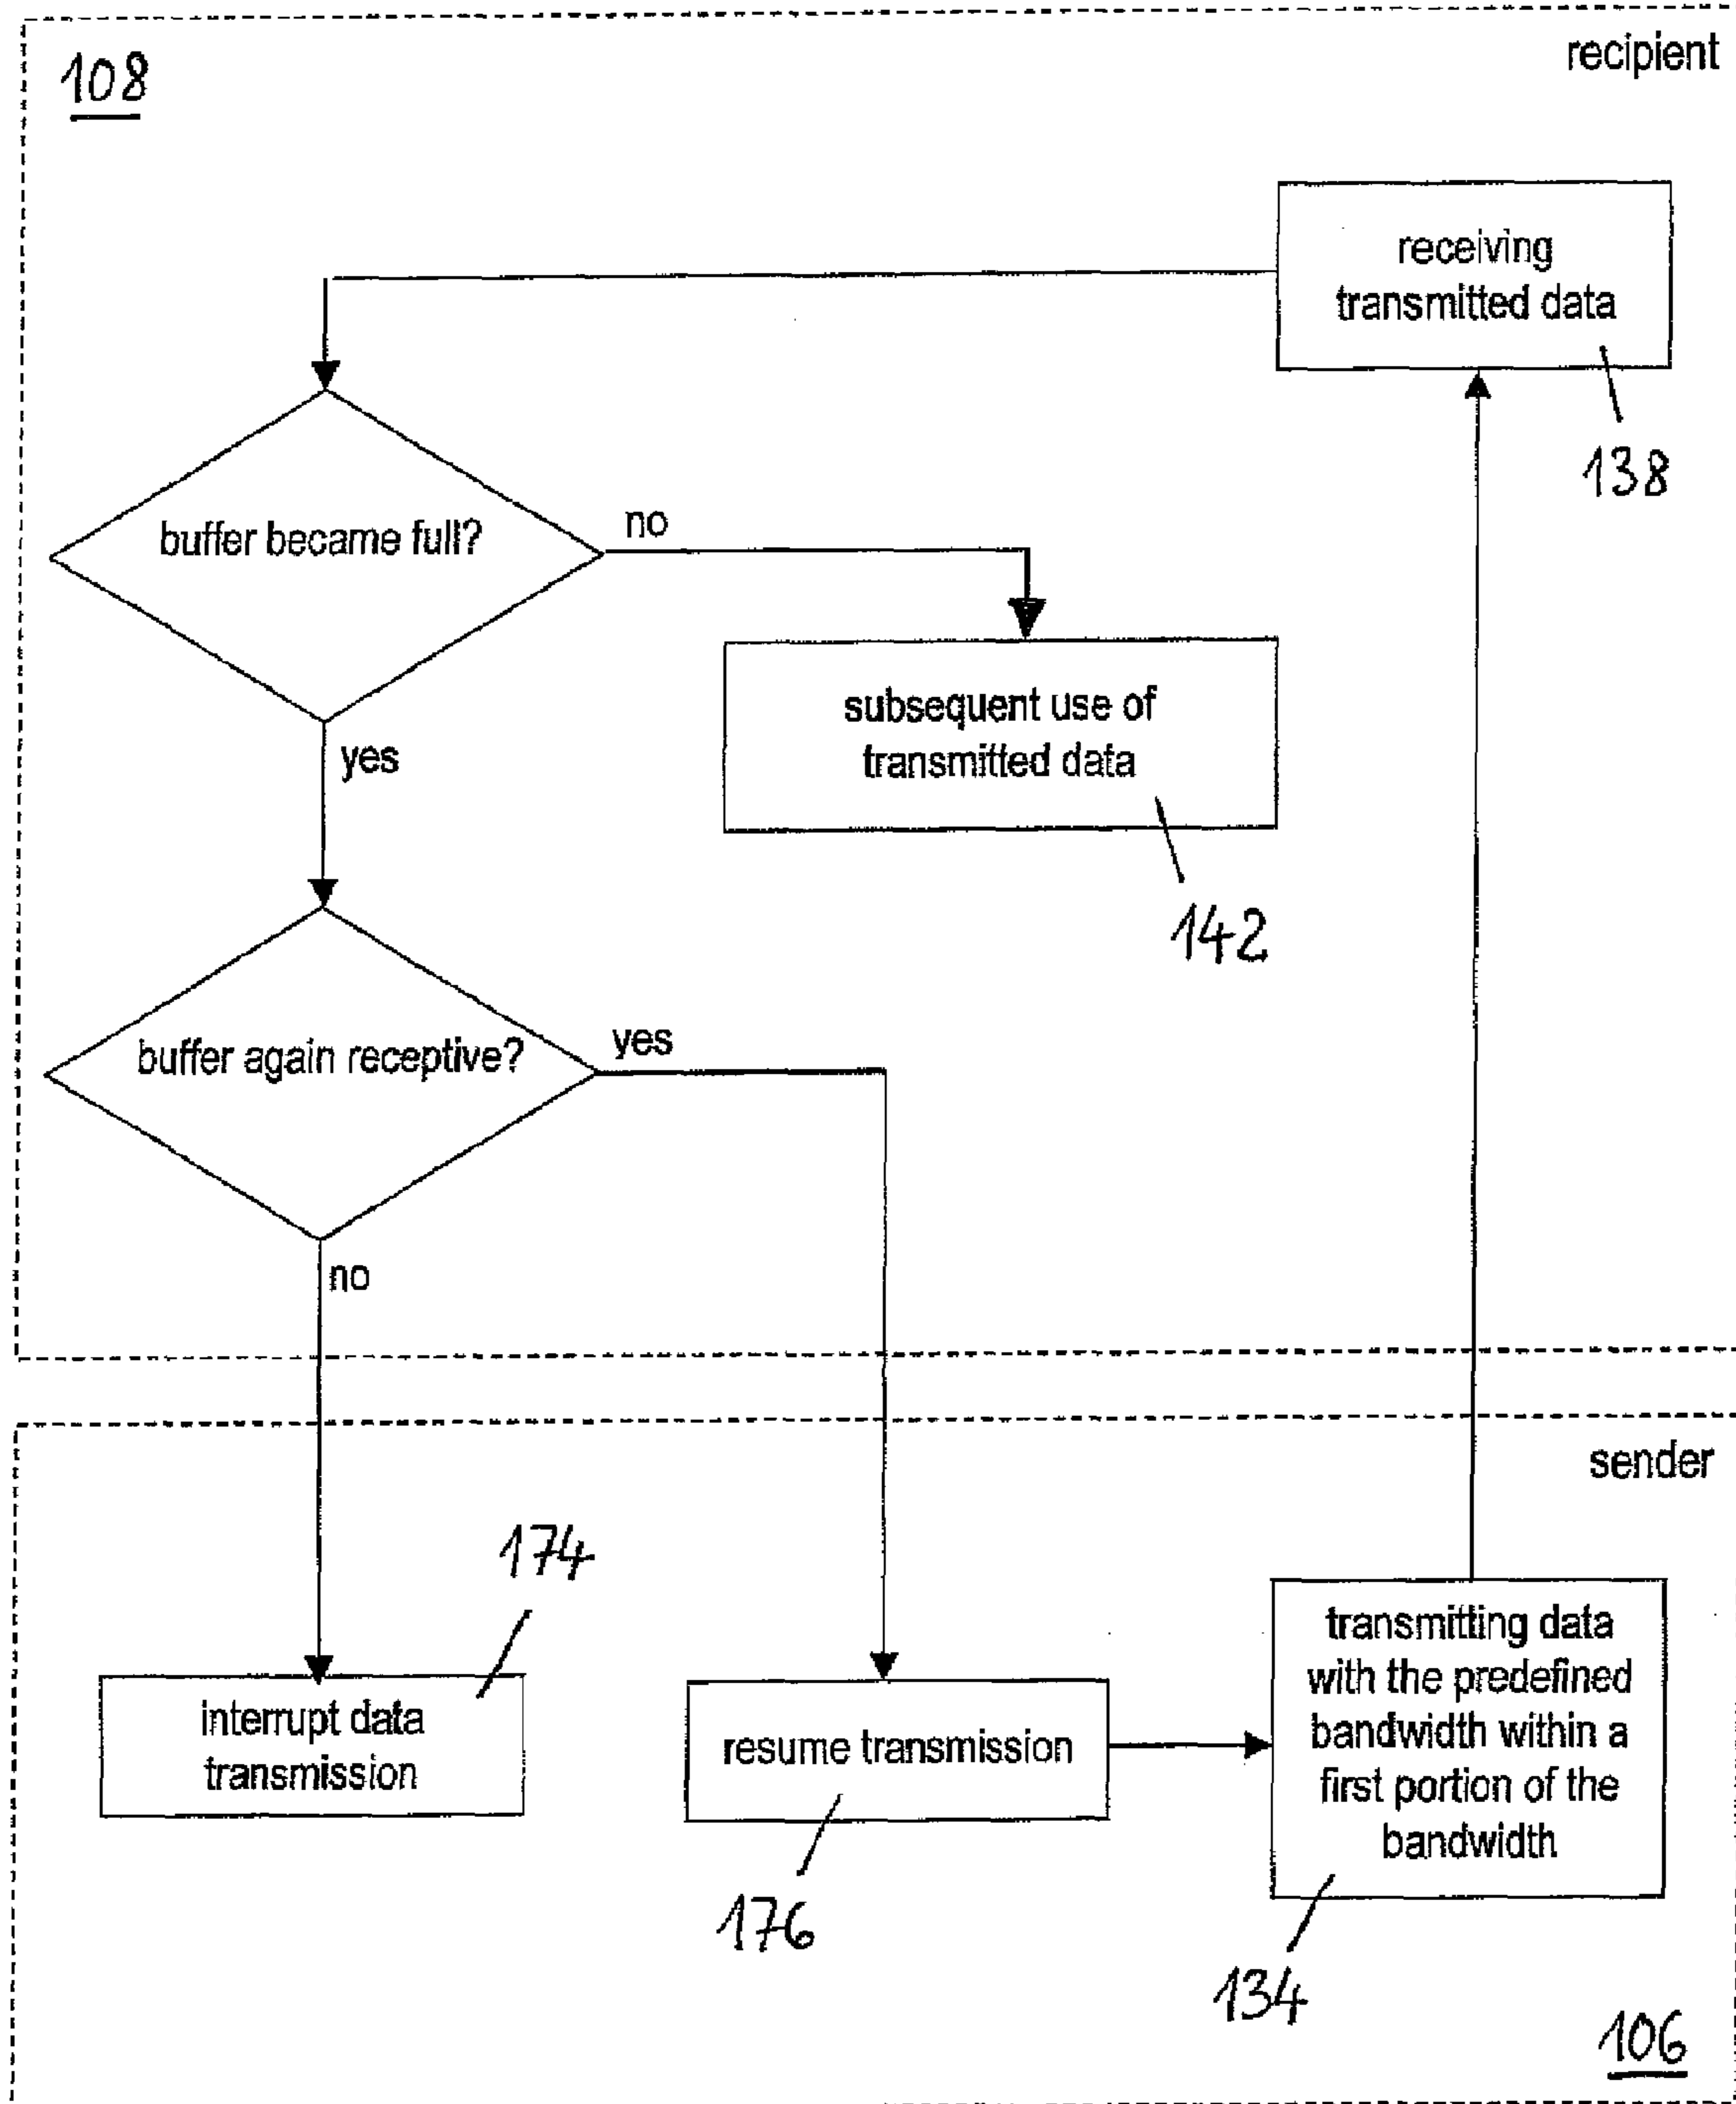 108
recipient
receiving
transmitted data
138
buffer became full?
no
subsequent use of
transmitted data
142
yes
buffer again receptive?
yes
no
sender
174
interrupt data
transmission
resume transmission
176
transmitting data
with the predefined
bandwidth within a
first portion of the
bandwidth
134
106